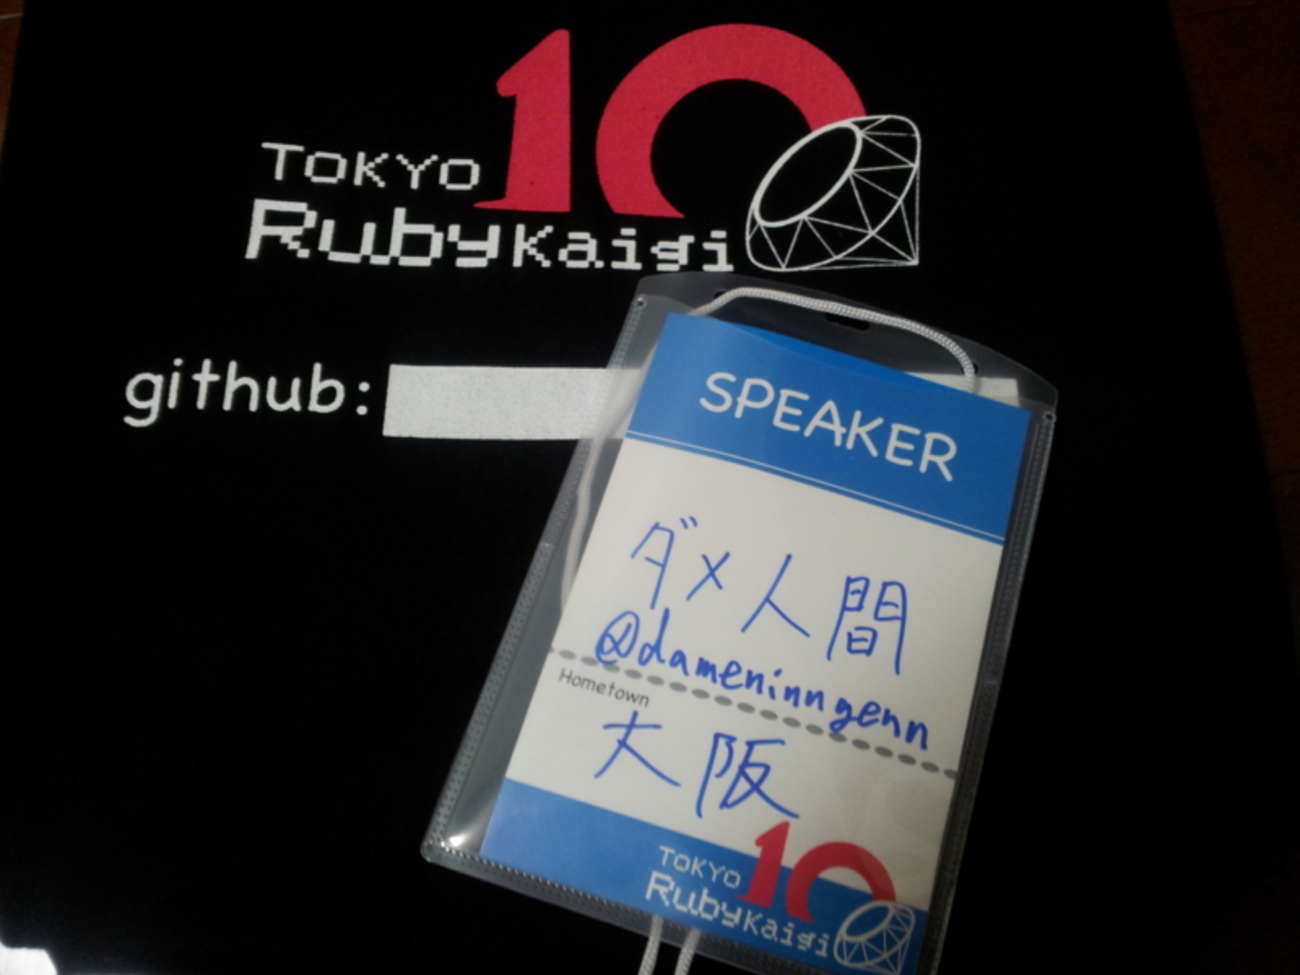 10
TOKYO
RubyKaigi
github:
SPEAKER
ダメ人間
@dameninngenn
Hometown
大阪
10
TOKYO
RubyKaigi